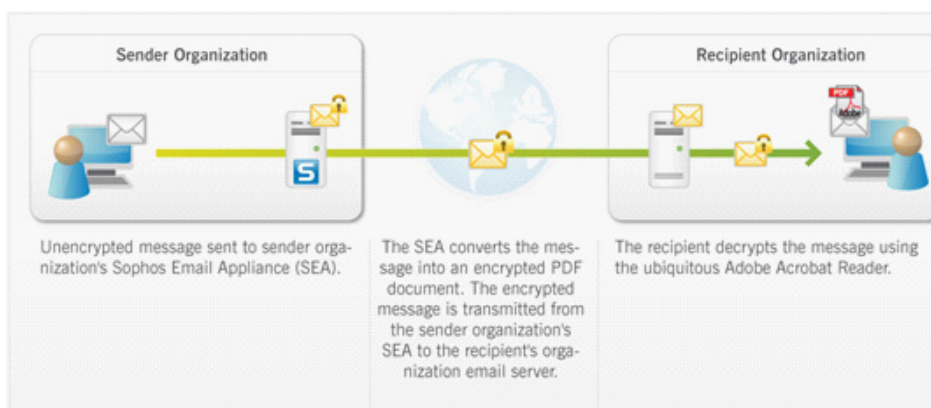 Sender Organization
Recipient Organization
PDF
Adobe
S
Unencrypted message sent to sender orga-
nization's Sophos Email Appliance (SEA).
The SEA converts the mes-
sage into an encrypted PDF
document. The encrypted
message is transmitted from
the sender organization's
SEA to the recipient's orga-
nization email server.
The recipient decrypts the message using
the ubiquitous Adobe Acrobat Reader.